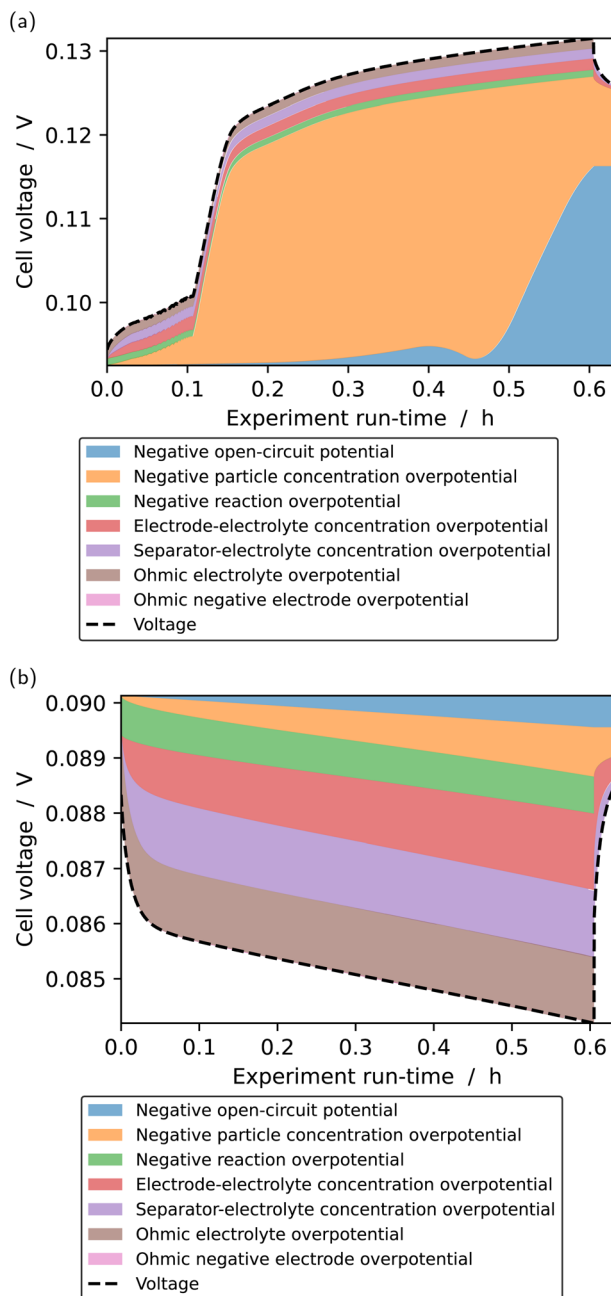 (a)
0.13
0.12
0.11
0.10
Cell voltage / V
0.0 0.1 0.2 0.3 0.4 0.5 0.6
Experiment run-time / h
Negative open-circuit potential
Negative particle concentration overpotential
Negative reaction overpotential
Electrode-electrolyte concentration overpotential
Separator-electrolyte concentration overpotential
Ohmic electrolyte overpotential
Ohmic negative electrode overpotential
Voltage
(b)
0.090
0.089
0.088
0.087
0.086
0.085
Cell voltage / V
0.0 0.1 0.2 0.3 0.4 0.5 0.6
Experiment run-time / h
Negative open-circuit potential
Negative particle concentration overpotential
Negative reaction overpotential
Electrode-electrolyte concentration overpotential
Separator-electrolyte concentration overpotential
Ohmic electrolyte overpotential
Ohmic negative electrode overpotential
Voltage